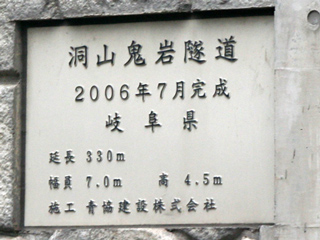 洞山鬼岩隧道
2006年7月完成
岐阜県
延長 330m
幅員 7.0m 高 4.5m
施工 青協建設株式会社